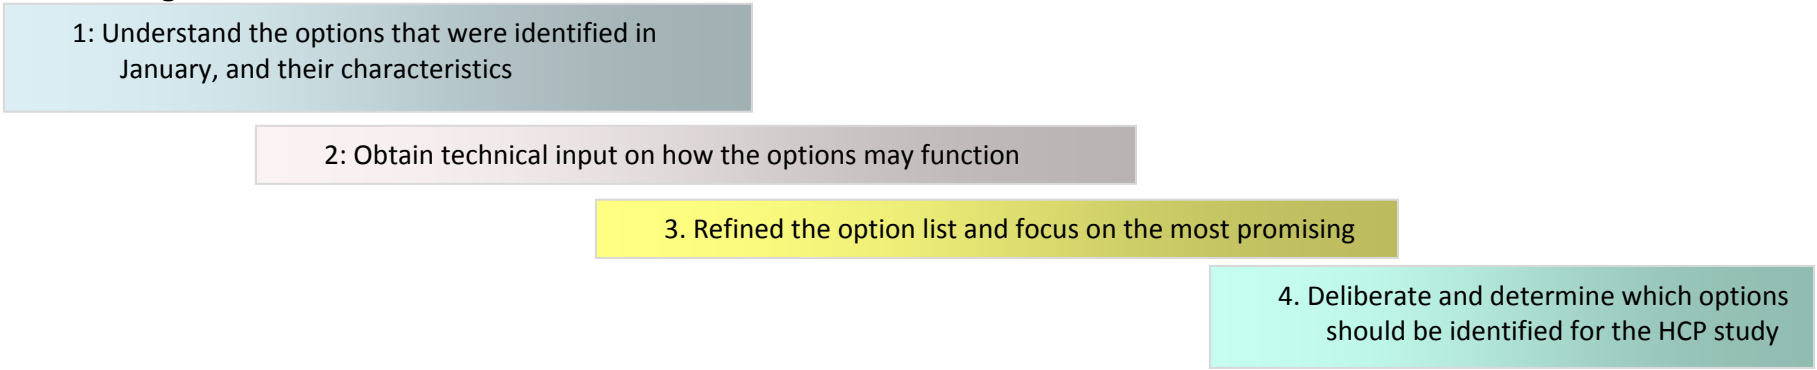 1: Understand the options that were identified in
January, and their characteristics
2: Obtain technical input on how the options may function
3. Refined the option list and focus on the most promising
4. Deliberate and determine which options
should be identified for the HCP study